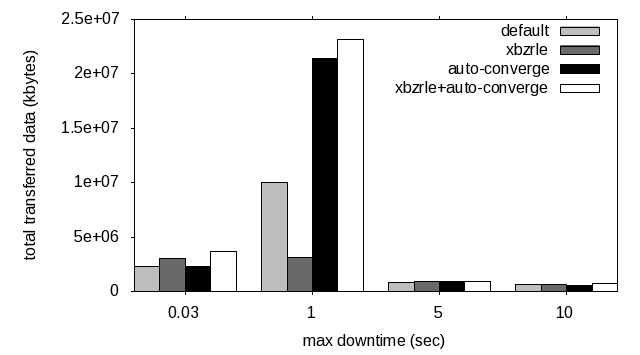 total transferred data (kbytes)
2.5e+07
2e+07
1.5e+07
1e+07
5e+06
0
default
xbzrle
auto-converge
xbzrle+auto-converge
0.03 1 5 10
max downtime (sec)